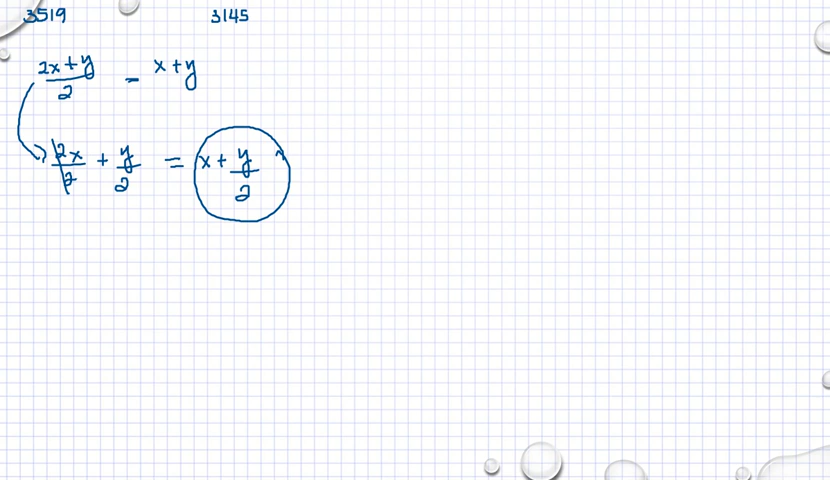 3519 3145
(2x+y)/2 = x+y
2x/2 + y/2 = x + y/2